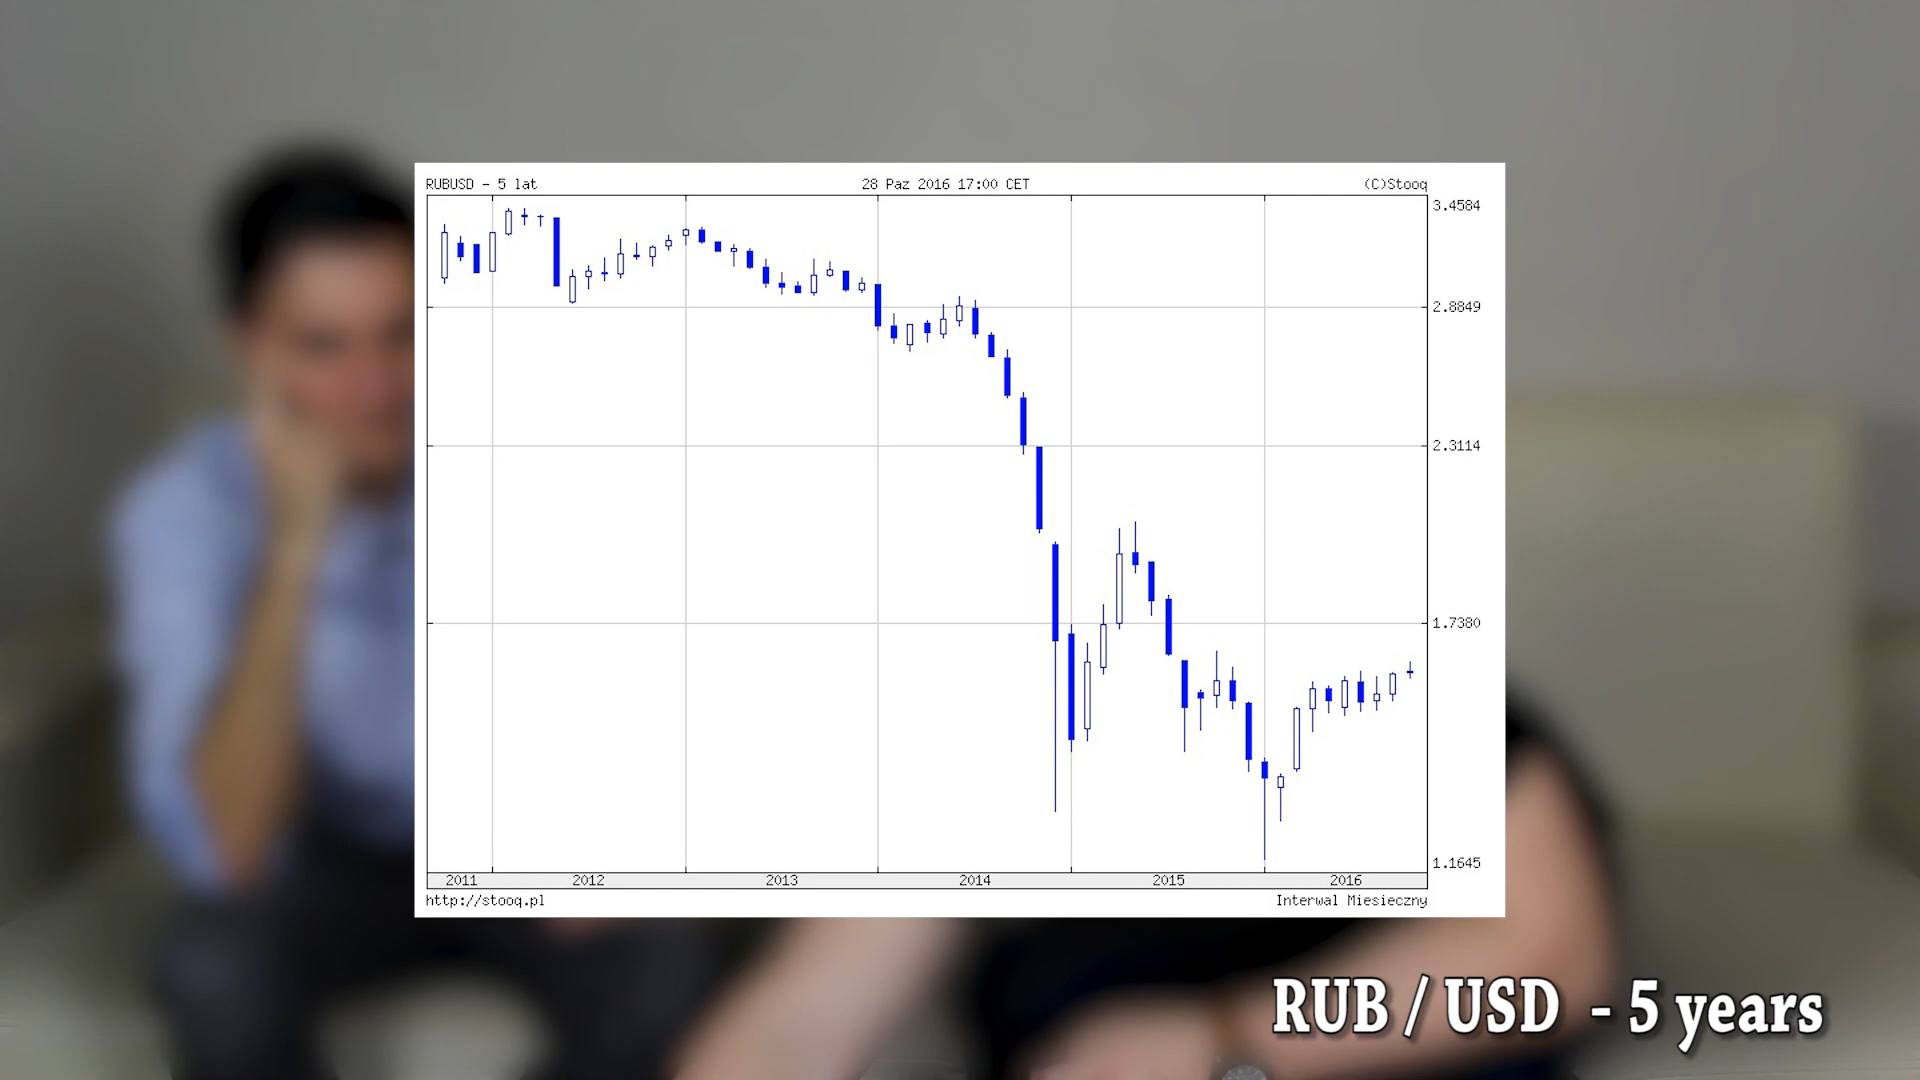 RUBUSD - 5 lat 28 Paz 2016 17:00 CET (C)Stooq
3.4584
2.8849
2.3114
1.7380
1.1645
2011 2012 2013 2014 2015 2016
http://stooq.pl Interwal Miesieczny
RUB / USD - 5 years